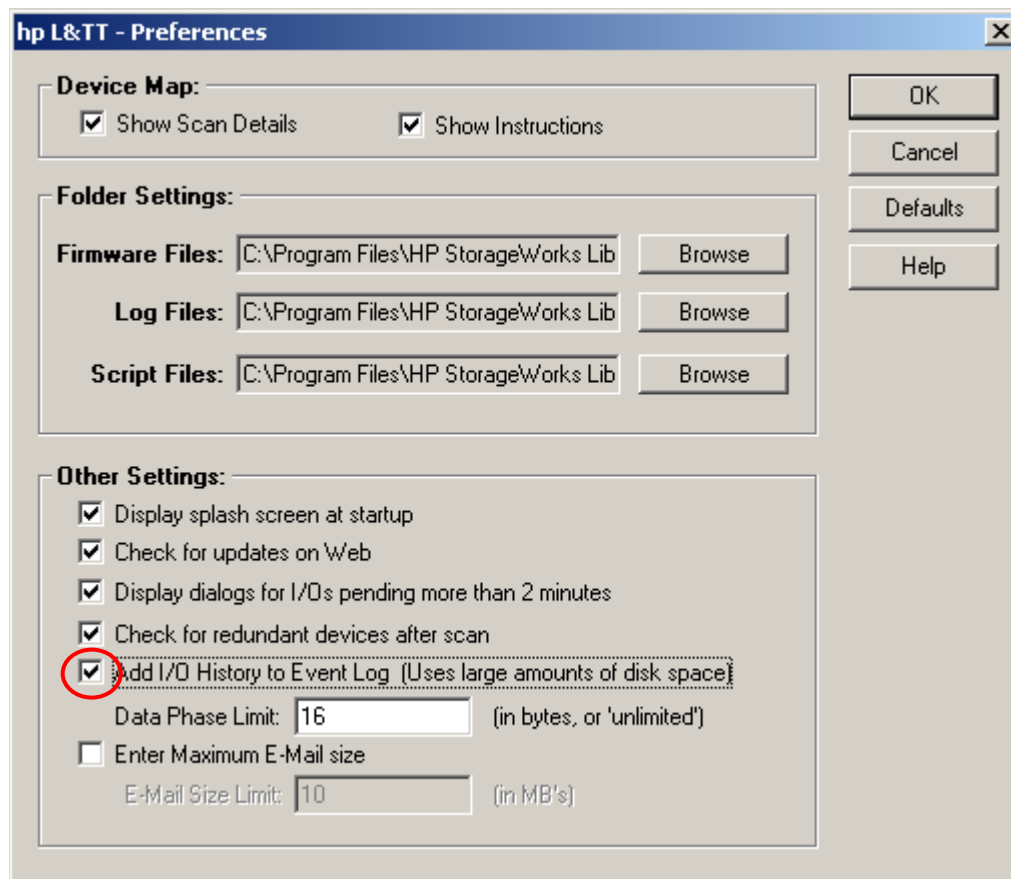 hp L&TT - Preferences
Device Map:
Show Scan Details
Show Instructions
OK
Cancel
Defaults
Help
Folder Settings:
Firmware Files: C:\Program Files\HP StorageWorks Lib Browse
Log Files: C:\Program Files\HP StorageWorks Lib Browse
Script Files: C:\Program Files\HP StorageWorks Lib Browse
Other Settings:
Display splash screen at startup
Check for updates on Web
Display dialogs for I/Os pending more than 2 minutes
Check for redundant devices after scan
Add I/O History to Event Log (Uses large amounts of disk space)
Data Phase Limit: 16 (in bytes, or 'unlimited')
Enter Maximum E-Mail size
E-Mail Size Limit: 10 (in MB's)